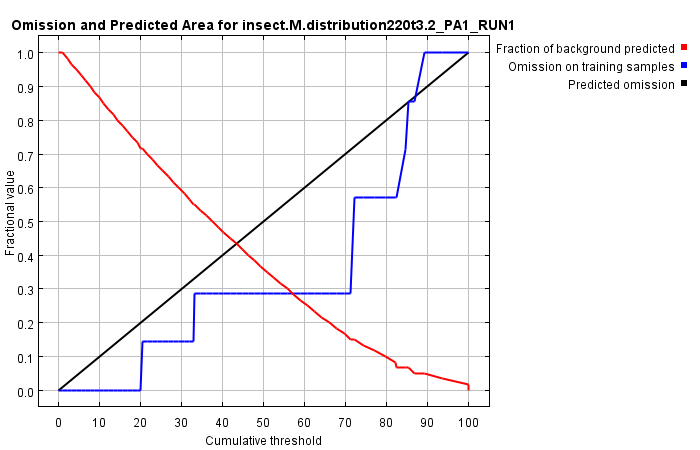 Omission and Predicted Area for insect.M.distribution220t3.2_PA1_RUN1
Fraction of background predicted
Omission on training samples
Predicted omission
Fractional value
1.0
0.9
0.8
0.7
0.6
0.5
0.4
0.3
0.2
0.1
0.0
0 10 20 30 40 50 60 70 80 90 100
Cumulative threshold